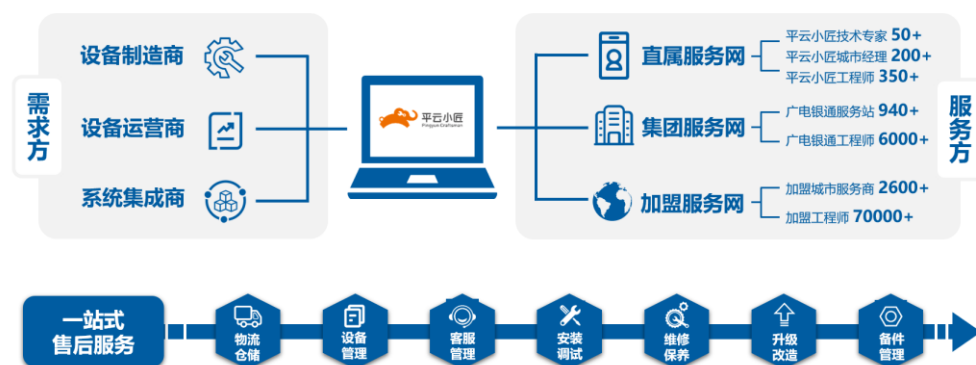 需求方
设备制造商
设备运营商
系统集成商
平云小匠
Pingyun Craftsman
直属服务网
平云小匠技术专家 50+
平云小匠城市经理 200+
平云小匠工程师 350+
集团服务网
广电银通服务站 940+
广电银通工程师 6000+
加盟服务网
加盟城市服务商 2600+
加盟工程师 70000+
服务方
一站式
售后服务
物流
仓储
设备
管理
客服
管理
安装
调试
维修
保养
升级
改造
备件
管理